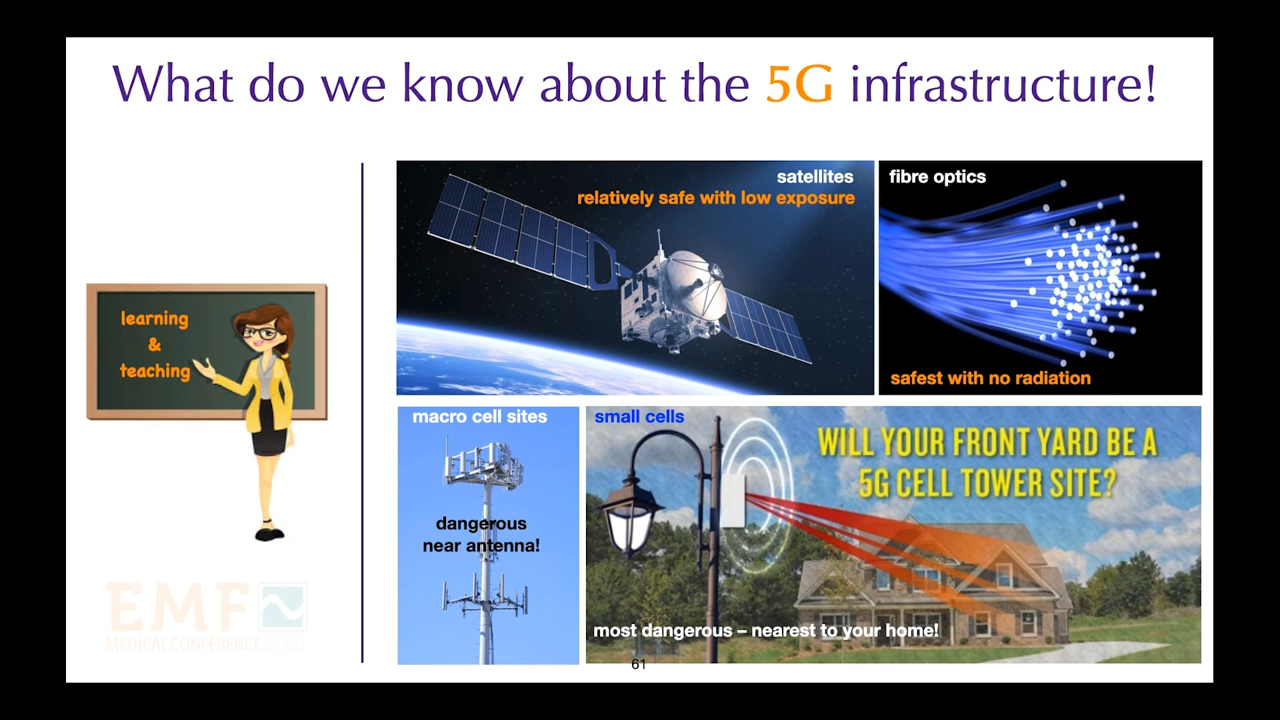 What do we know about the 5G infrastructure!
learning
&
teaching
EMF
MEDICAL CONFERENCE 2021
satellites
relatively safe with low exposure
fibre optics
safest with no radiation
macro cell sites
dangerous
near antenna!
small cells
WILL YOUR FRONT YARD BE A
5G CELL TOWER SITE?
most dangerous – nearest to your home!
61